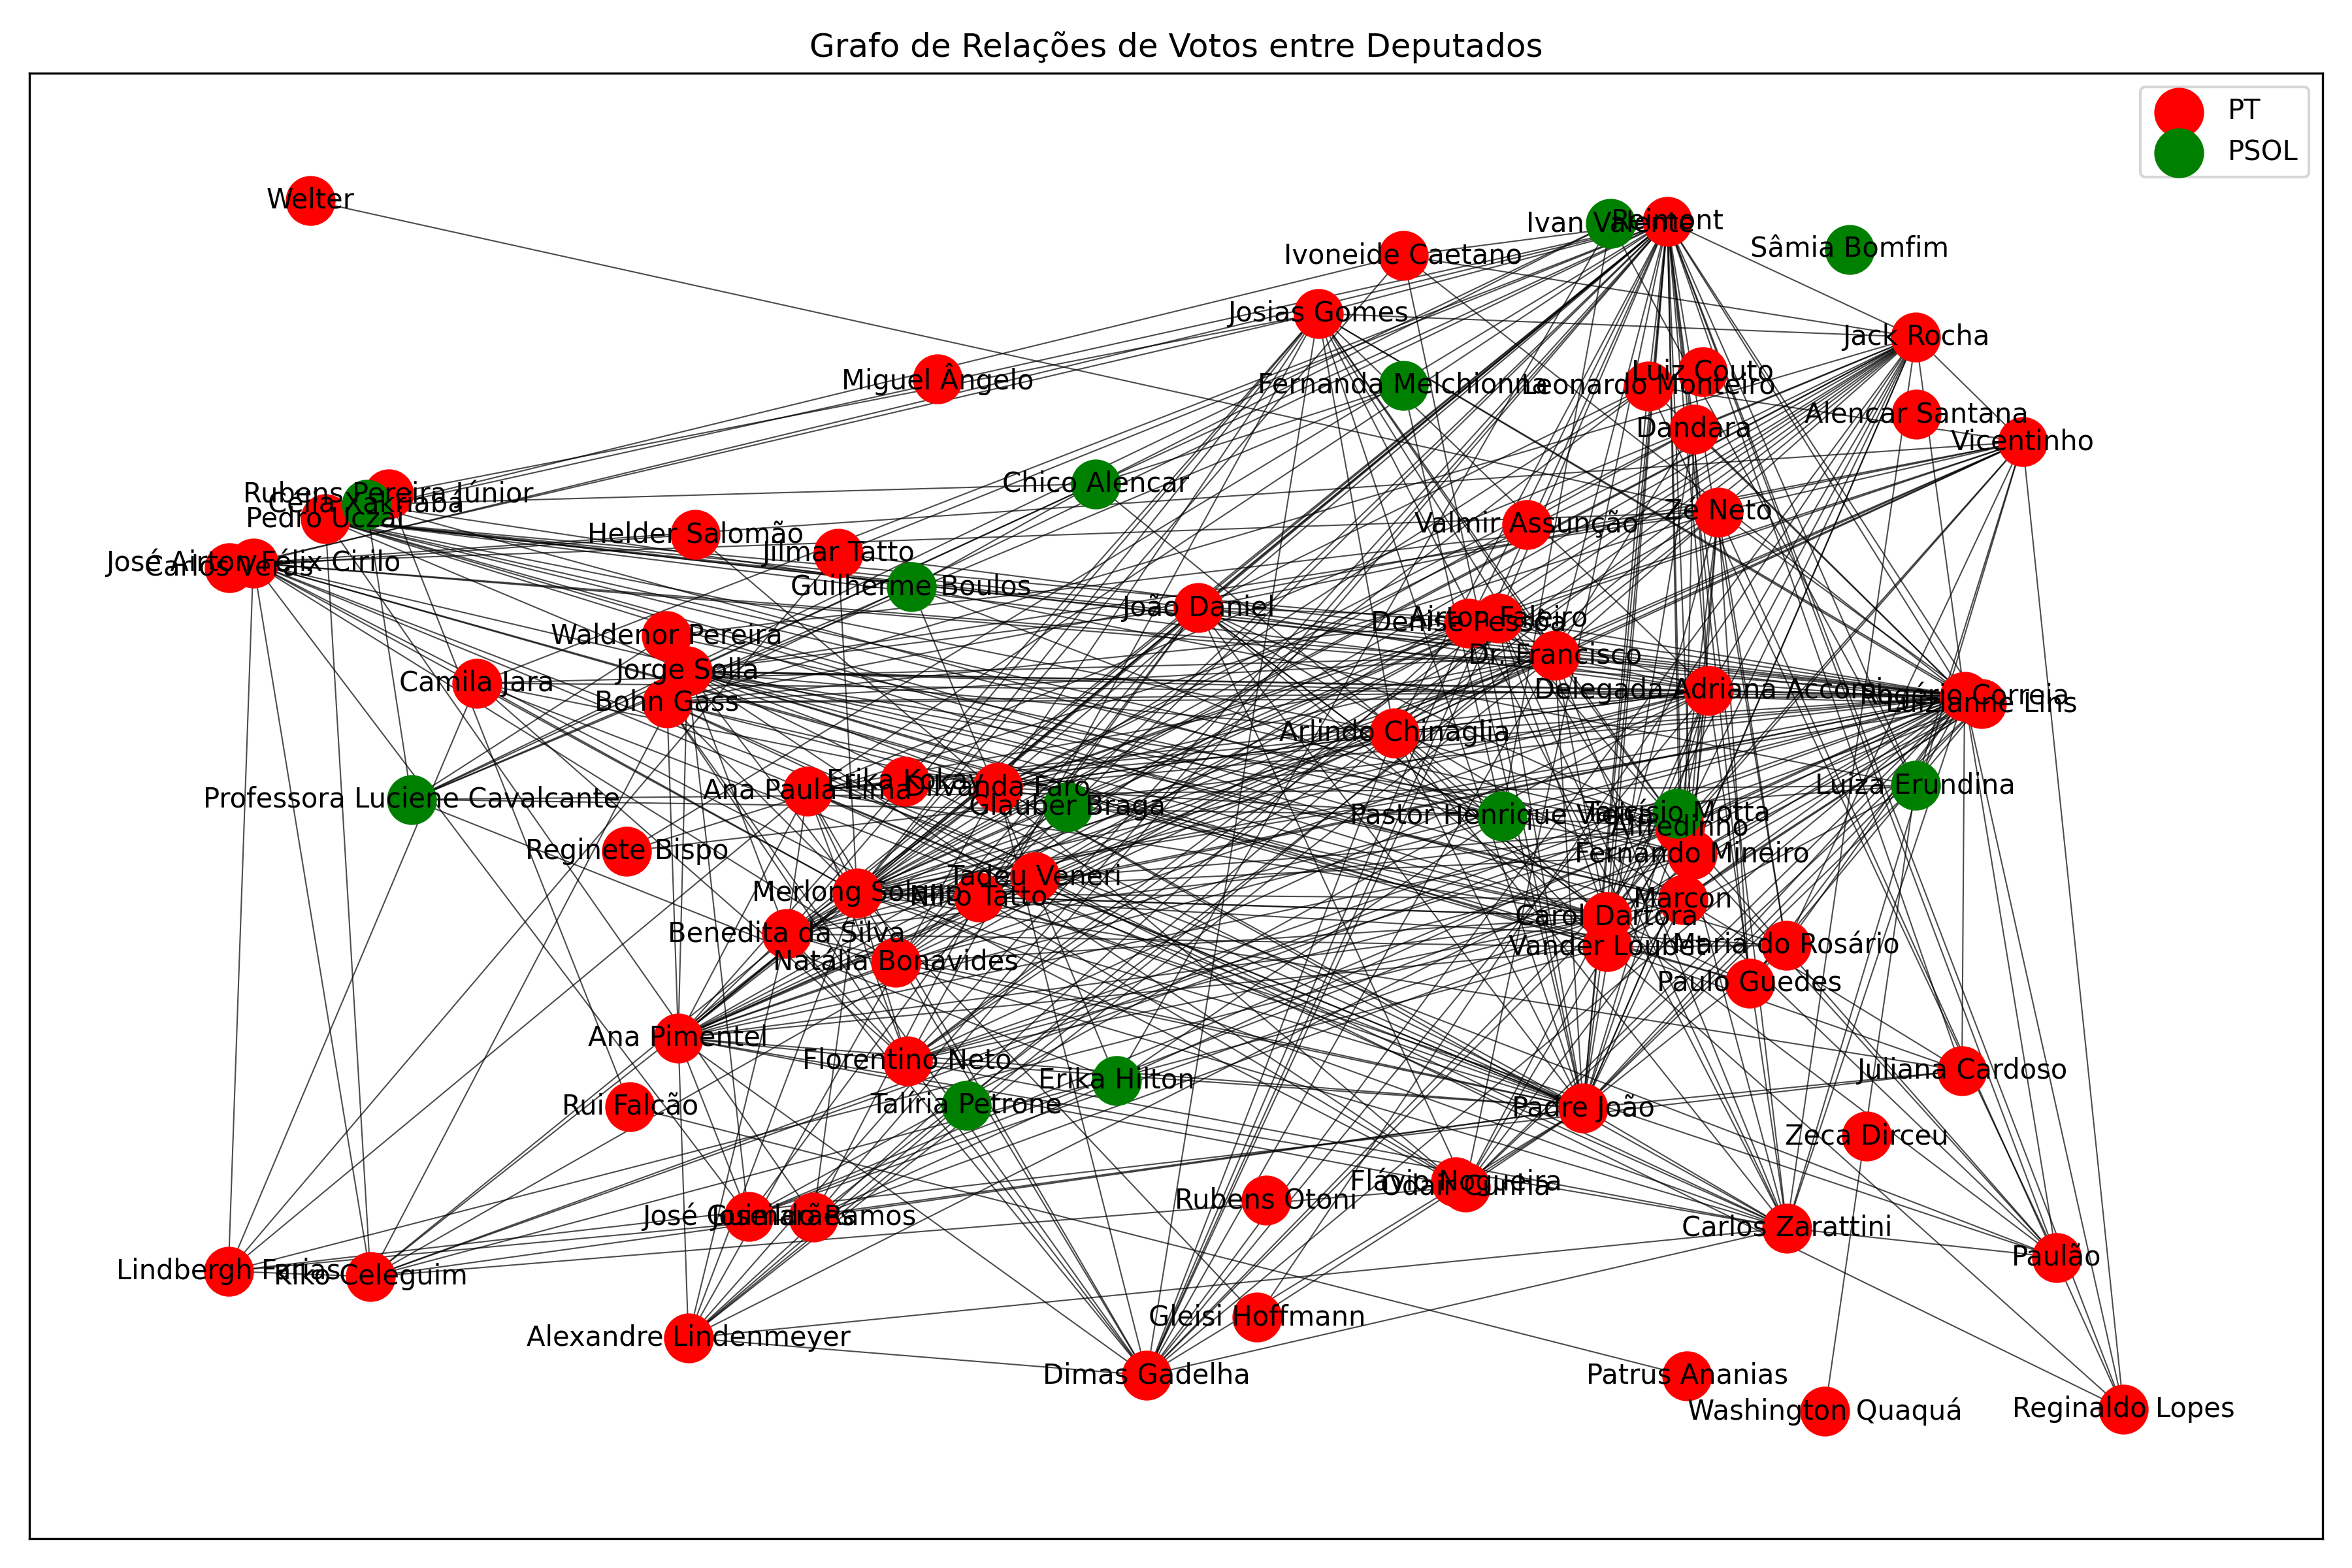 Grafo de Relações de Votos entre Deputados
PT
PSOL
Welter
Ivan Valente
Reimont
Sâmia Bomfim
Ivoneide Caetano
Josias Gomes
Jack Rocha
Miguel Ângelo
Luiz Couto
Fernanda Melchionna
Leonardo Monteiro
Alencar Santana
Dandara
Vicentinho
Chico Alencar
Rubens Pereira Júnior
Célia Xakriabá
Pedro Uczai
Zé Neto
Valmir Assunção
Helder Salomão
Jilmar Tatto
José Airton Félix Cirilo
Carlos Veras
Guilherme Boulos
João Daniel
Airton Faleiro
Denise Pessôa
Waldenor Pereira
Dr. Francisco
Jorge Solla
Camila Jara
Delegada Adriana Accorsi
Rogério Correia
Luizianne Lins
Bohn Gass
Arlindo Chinaglia
Erika Kokay
Dilvanda Faro
Ana Paula Lima
Luiza Erundina
Professora Luciene Cavalcante
Glauber Braga
Pastor Henrique Vieira
Tarcísio Motta
Alfredinho
Reginete Bispo
Fernando Mineiro
Tadeu Veneri
Merlong Solano
Nilto Tatto
Marcon
Carol Dartora
Benedita da Silva
Vander Loubet
Maria do Rosário
Natália Bonavides
Paulo Guedes
Ana Pimentel
Florentino Neto
Juliana Cardoso
Erika Hilton
Rui Falcão
Talíria Petrone
Padre João
Zeca Dirceu
Flávio Nogueira
Odair Cunha
Rubens Otoni
José Guimarães
Josenildo Ramos
Carlos Zarattini
Paulão
Lindbergh Farias
Kiko Celeguim
Gleisi Hoffmann
Alexandre Lindenmeyer
Dimas Gadelha
Patrus Ananias
Washington Quaquá
Reginaldo Lopes